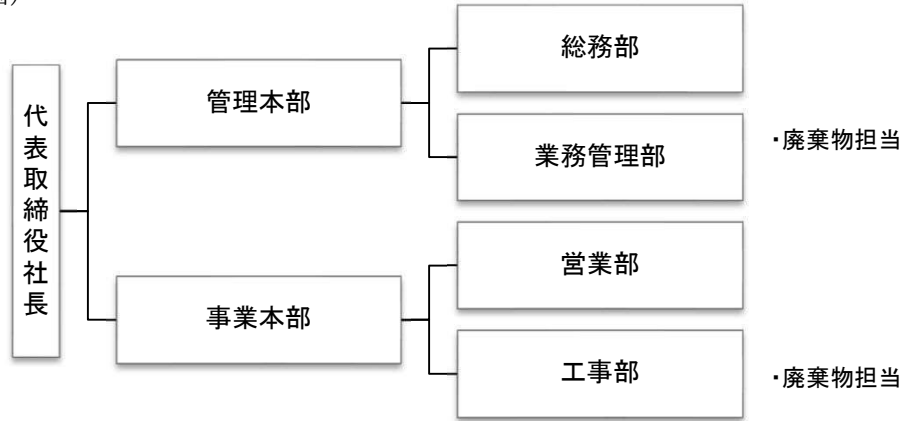 総務部
管理本部
代表取締役社長
業務管理部
・廃棄物担当
営業部
事業本部
工事部
・廃棄物担当